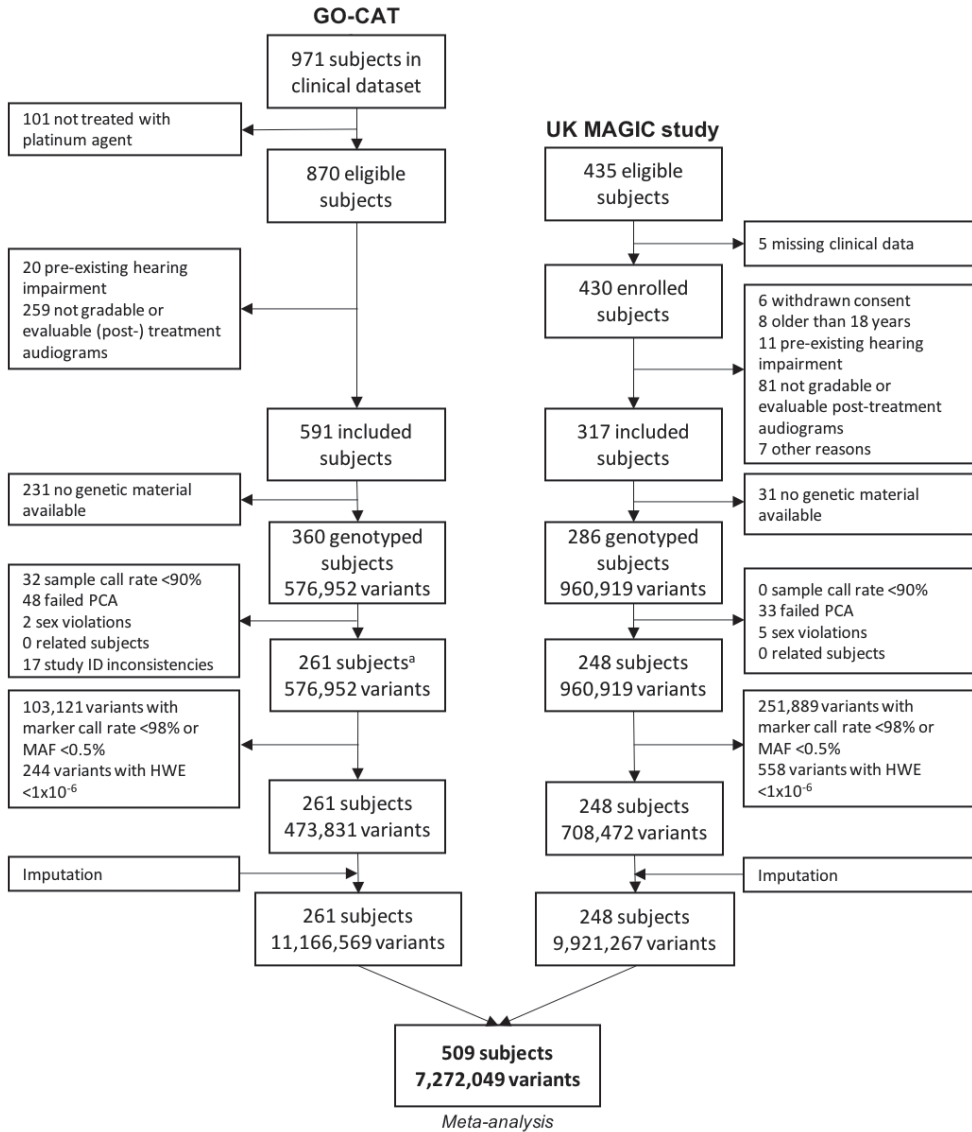 GO-CAT
971 subjects in
clinical dataset
101 not treated with
platinum agent
870 eligible
subjects
20 pre-existing hearing
impairment
259 not gradable or
evaluable (post-) treatment
audiograms
591 included
subjects
231 no genetic material
available
360 genotyped
subjects
576,952 variants
32 sample call rate <90%
48 failed PCA
2 sex violations
0 related subjects
17 study ID inconsistencies
261 subjectsᵃ
576,952 variants
103,121 variants with
marker call rate <98% or
MAF <0.5%
244 variants with HWE
<1x10⁻⁶
261 subjects
473,831 variants
Imputation
261 subjects
11,166,569 variants
UK MAGIC study
435 eligible
subjects
5 missing clinical data
430 enrolled
subjects
6 withdrawn consent
8 older than 18 years
11 pre-existing hearing
impairment
81 not gradable or
evaluable post-treatment
audiograms
7 other reasons
317 included
subjects
31 no genetic material
available
286 genotyped
subjects
960,919 variants
0 sample call rate <90%
33 failed PCA
5 sex violations
0 related subjects
248 subjects
960,919 variants
251,889 variants with
marker call rate <98% or
MAF <0.5%
558 variants with HWE
<1x10⁻⁶
248 subjects
708,472 variants
Imputation
248 subjects
9,921,267 variants
509 subjects
7,272,049 variants
Meta-analysis